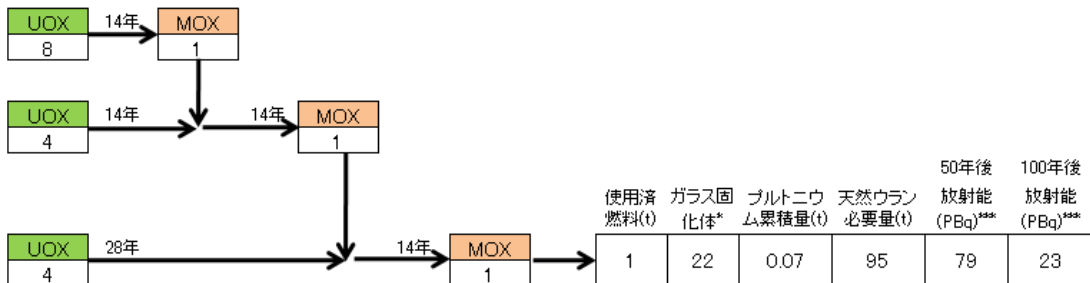 UOX
8
14年
MOX
1
UOX
4
14年
14年
MOX
1
UOX
4
28年
14年
MOX
1
使用済
燃料(t)
ガラス固
化体*
プルトニウ
ム累積量(t)
天然ウラン
必要量(t)
50年後
放射能
(PBq)***
100年後
放射能
(PBq)***
1
22
0.07
95
79
23